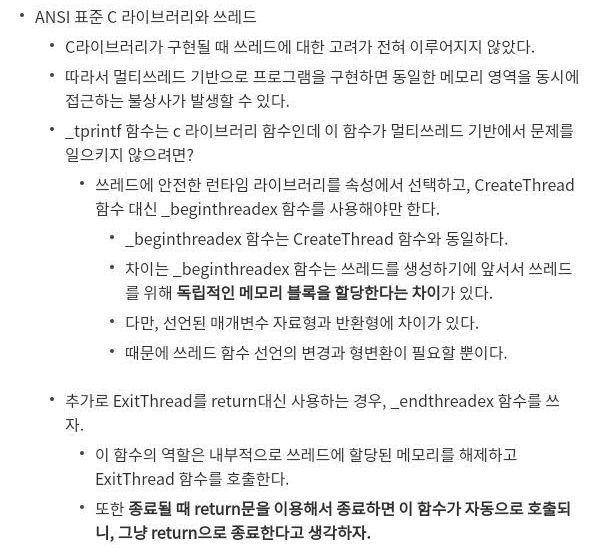 ANSI 표준 C 라이브러리와 쓰레드
C라이브러리가 구현될 때 쓰레드에 대한 고려가 전혀 이루어지지 않았다.
따라서 멀티쓰레드 기반으로 프로그램을 구현하면 동일한 메모리 영역을 동시에
접근하는 불상사가 발생할 수 있다.
_tprintf 함수는 c 라이브러리 함수인데 이 함수가 멀티쓰레드 기반에서 문제를
일으키지 않으려면?
쓰레드에 안전한 런타임 라이브러리를 속성에서 선택하고, CreateThread
함수 대신 _beginthreadex 함수를 사용해야만 한다.
_beginthreadex 함수는 CreateThread 함수와 동일하다.
차이는 _beginthreadex 함수는 쓰레드를 생성하기에 앞서서 쓰레드
를 위해 독립적인 메모리 블록을 할당한다는 차이가 있다.
다만, 선언된 매개변수 자료형과 반환형에 차이가 있다.
때문에 쓰레드 함수 선언의 변경과 형변환이 필요할 뿐이다.
추가로 ExitThread를 return대신 사용하는 경우, _endthreadex 함수를 쓰
자.
이 함수의 역할은 내부적으로 쓰레드에 할당된 메모리를 해제하고
ExitThread 함수를 호출한다.
또한 종료될 때 return문을 이용해서 종료하면 이 함수가 자동으로 호출되
니, 그냥 return으로 종료한다고 생각하자.